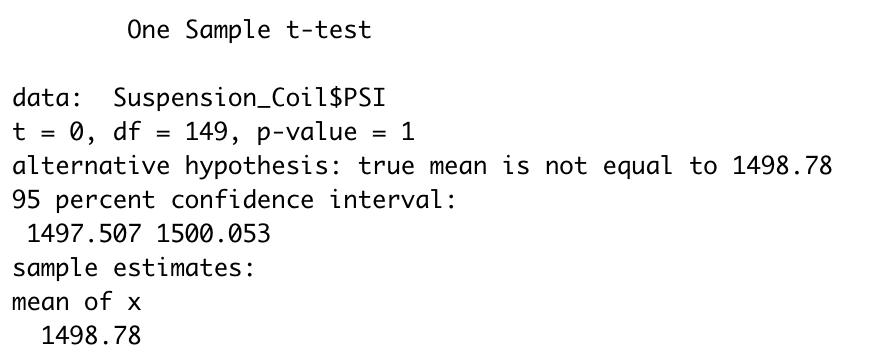 One Sample t-test
data:  Suspension_Coil$PSI
t = 0, df = 149, p-value = 1
alternative hypothesis: true mean is not equal to 1498.78
95 percent confidence interval:
1497.507 1500.053
sample estimates:
mean of x
1498.78